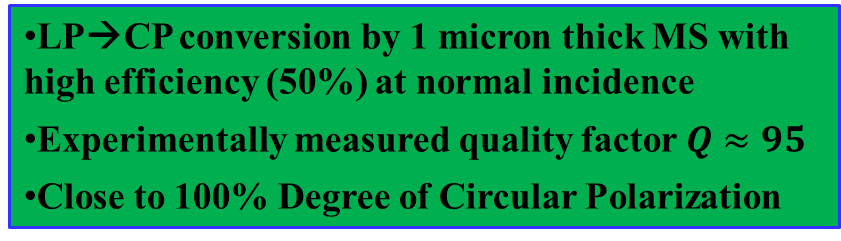 •LP→CP conversion by 1 micron thick MS with
high efficiency (50%) at normal incidence
•Experimentally measured quality factor Q ≈ 95
•Close to 100% Degree of Circular Polarization